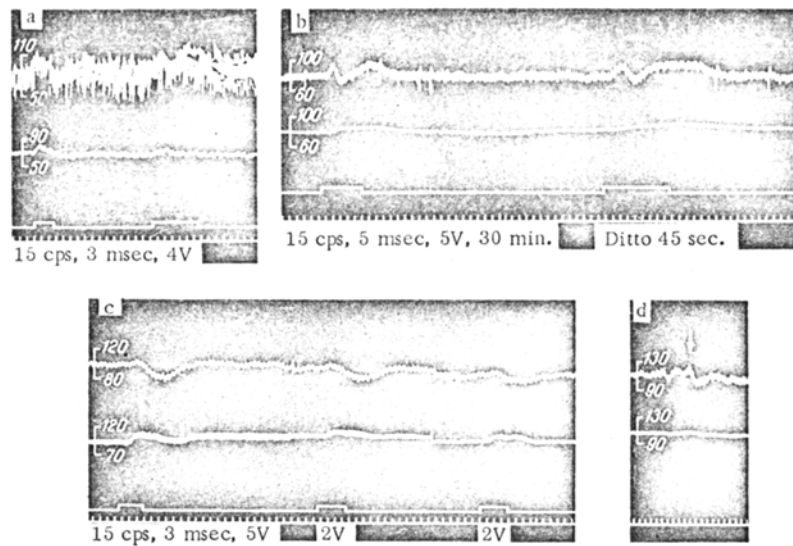 a
110
50
90
50
15 cps, 3 msec, 4V
b
100
60
100
60
15 cps, 5 msec, 5V, 30 min. Ditto 45 sec.
c
120
80
120
70
15 cps, 3 msec, 5V 2V 2V
d
130
90
130
90